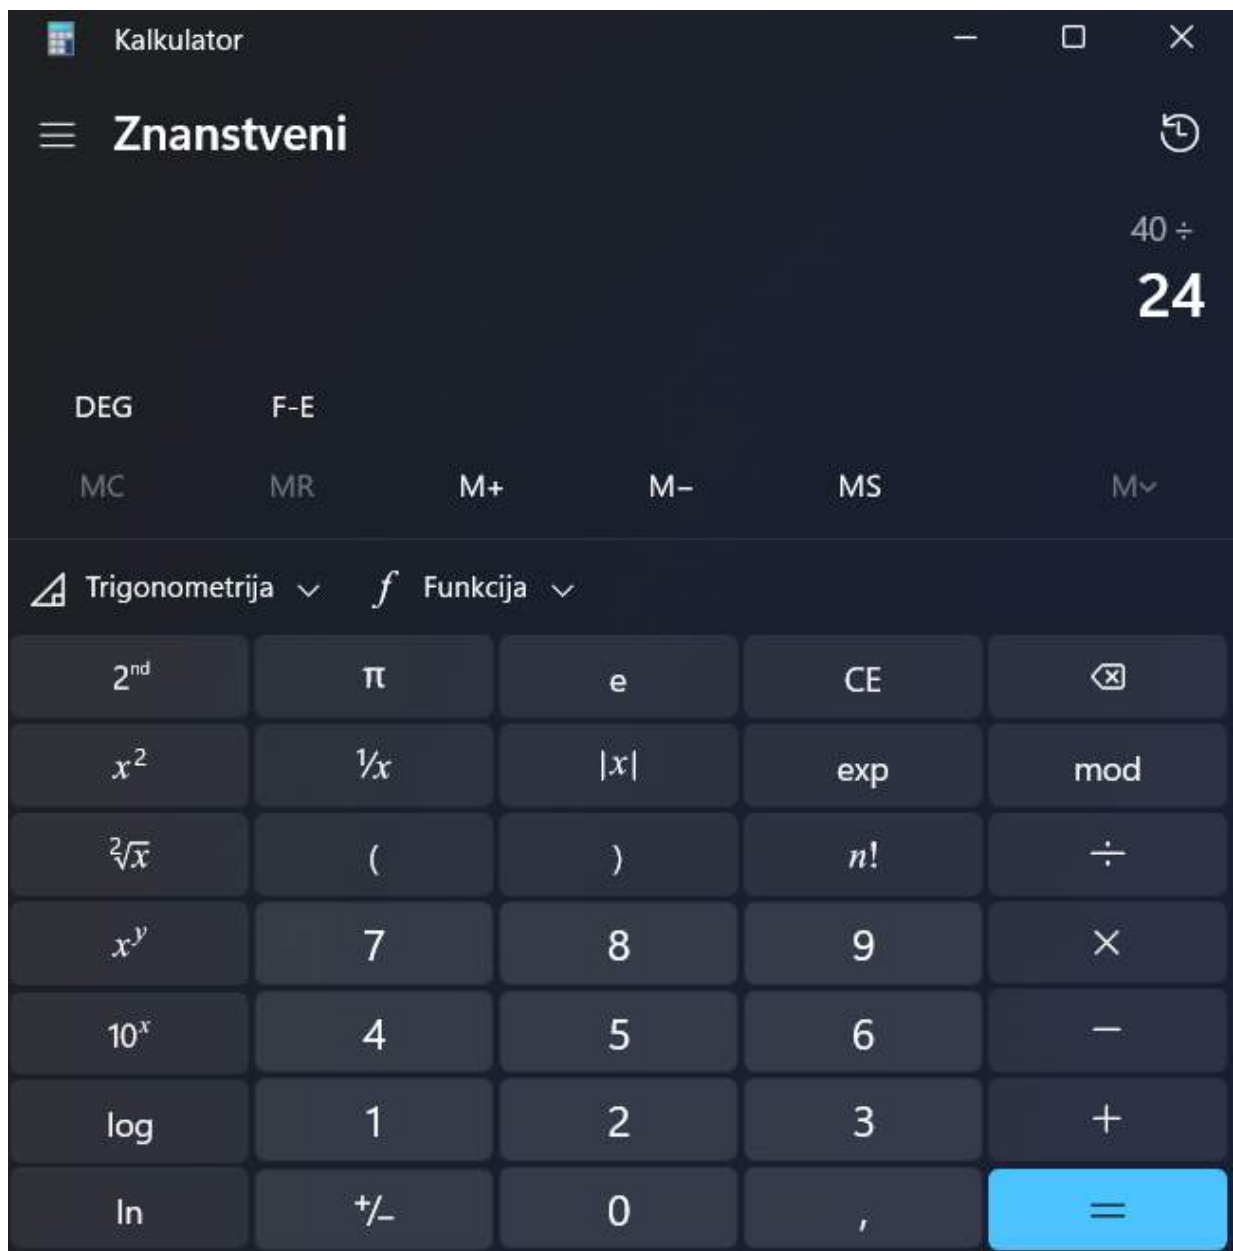 Kalkulator
Znanstveni
40 ÷
24
DEG F-E
MC MR M+ M− MS M
Trigonometrija f Funkcija
2ⁿᵈ π e CE
x² ¹/x |x| exp mod
²√x ( ) n! ÷
xʸ 7 8 9 ×
10ˣ 4 5 6 −
log 1 2 3 +
ln +/− 0 , =